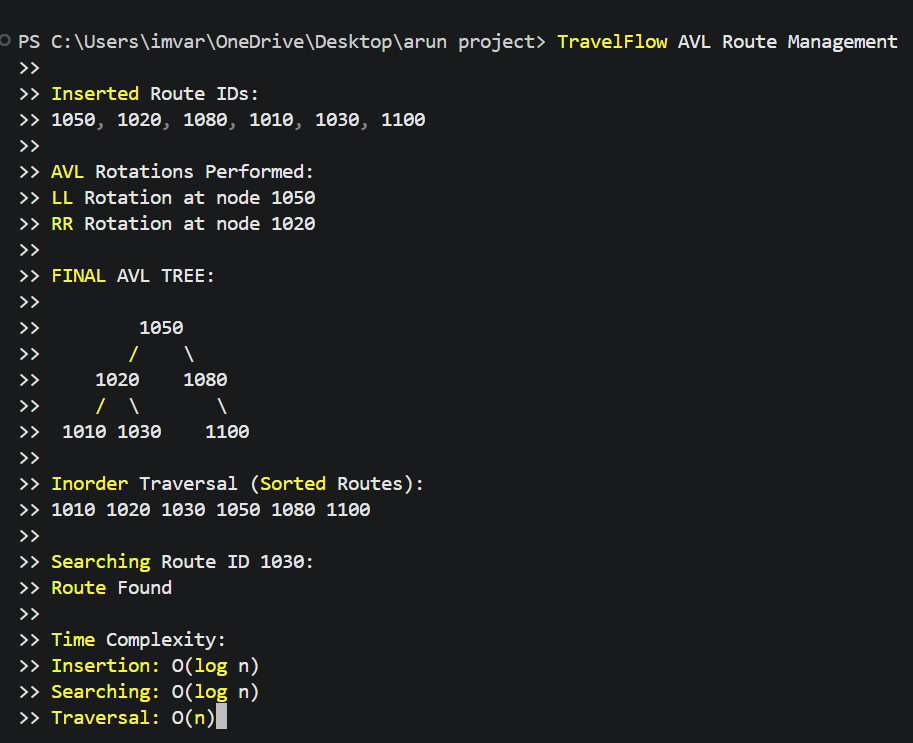 PS C:\Users\imvar\OneDrive\Desktop\arun project> TravelFlow AVL Route Management
>>
>> Inserted Route IDs:
>> 1050, 1020, 1080, 1010, 1030, 1100
>>
>> AVL Rotations Performed:
>> LL Rotation at node 1050
>> RR Rotation at node 1020
>>
>> FINAL AVL TREE:
>>
>>         1050
>>        /    \
>>     1020    1080
>>     /  \       \
>>  1010 1030    1100
>>
>> Inorder Traversal (Sorted Routes):
>> 1010 1020 1030 1050 1080 1100
>>
>> Searching Route ID 1030:
>> Route Found
>>
>> Time Complexity:
>> Insertion: O(log n)
>> Searching: O(log n)
>> Traversal: O(n)